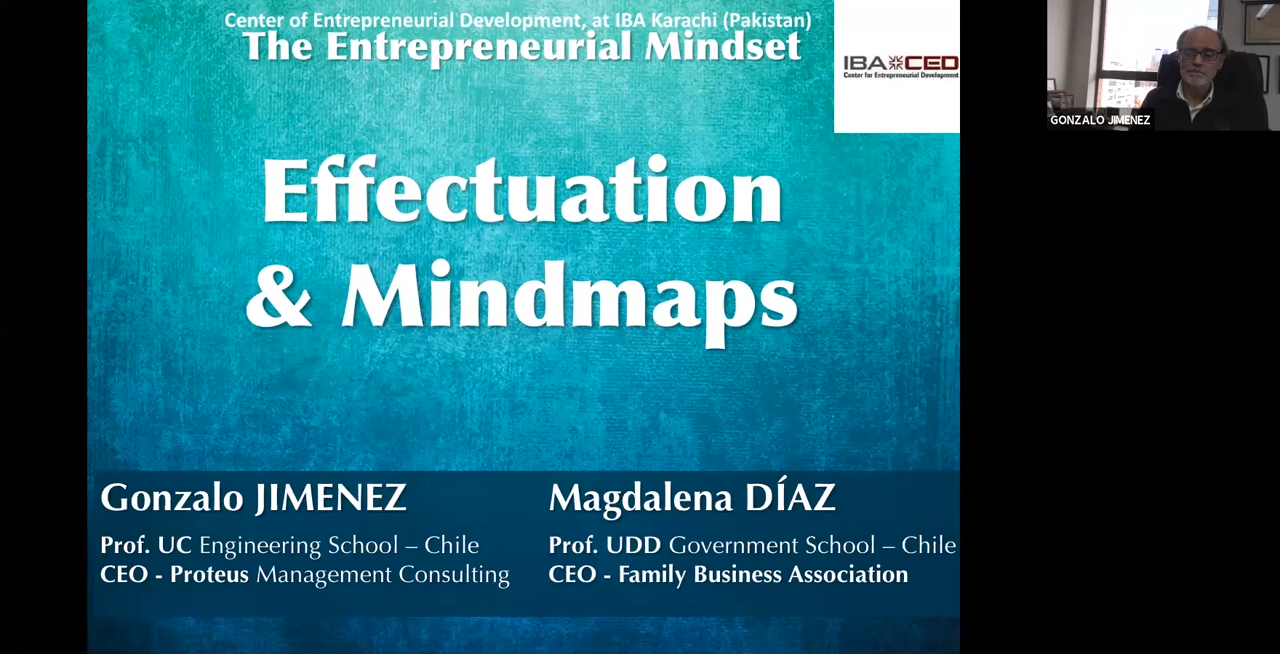 Center of Entrepreneurial Development, at IBA Karachi (Pakistan)
The Entrepreneurial Mindset
IBA CED
Center for Entrepreneurial Development
GONZALO JIMENEZ
Effectuation
& Mindmaps
Gonzalo JIMENEZ
Prof. UC Engineering School – Chile
CEO - Proteus Management Consulting
Magdalena DÍAZ
Prof. UDD Government School – Chile
CEO - Family Business Association